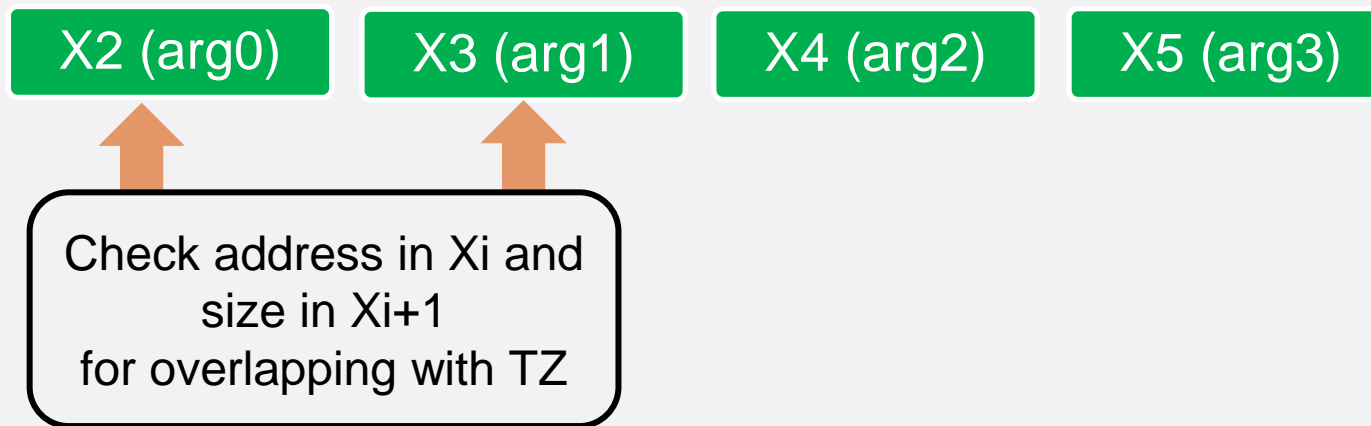 X2 (arg0) X3 (arg1) X4 (arg2) X5 (arg3)
Check address in Xi and
size in Xi+1
for overlapping with TZ